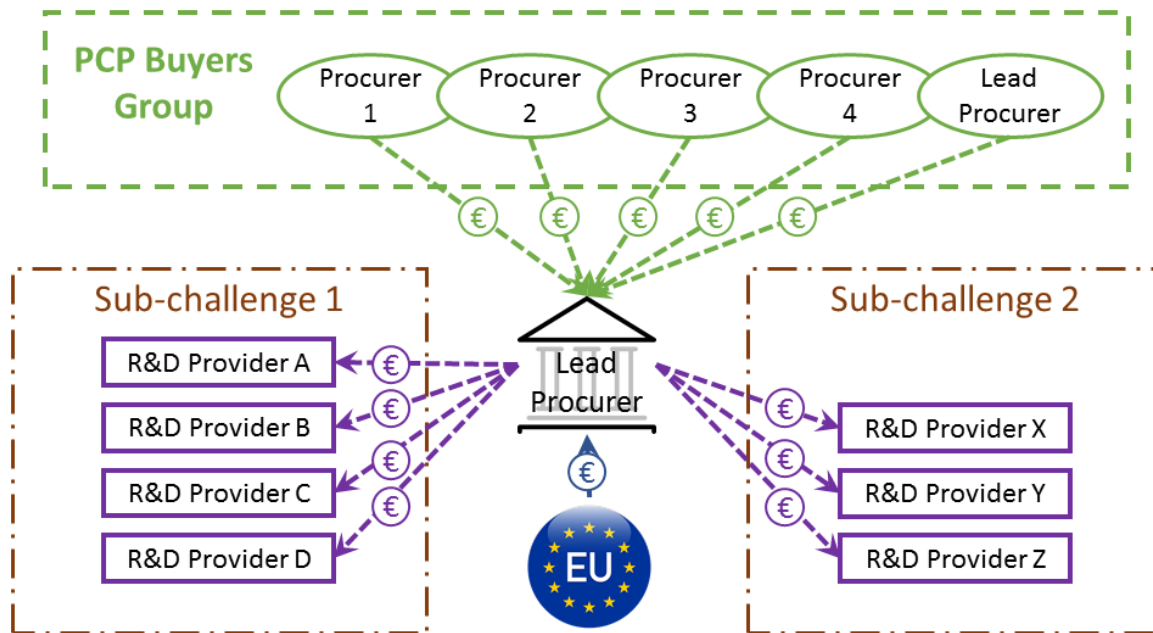 PCP Buyers
Group
Procurer
1
Procurer
2
Procurer
3
Procurer
4
Lead
Procurer
€
€
€
€
€
Sub-challenge 1
R&D Provider A
R&D Provider B
R&D Provider C
R&D Provider D
€
€
€
€
Lead
Procurer
€
EU
Sub-challenge 2
€
€
€
R&D Provider X
R&D Provider Y
R&D Provider Z